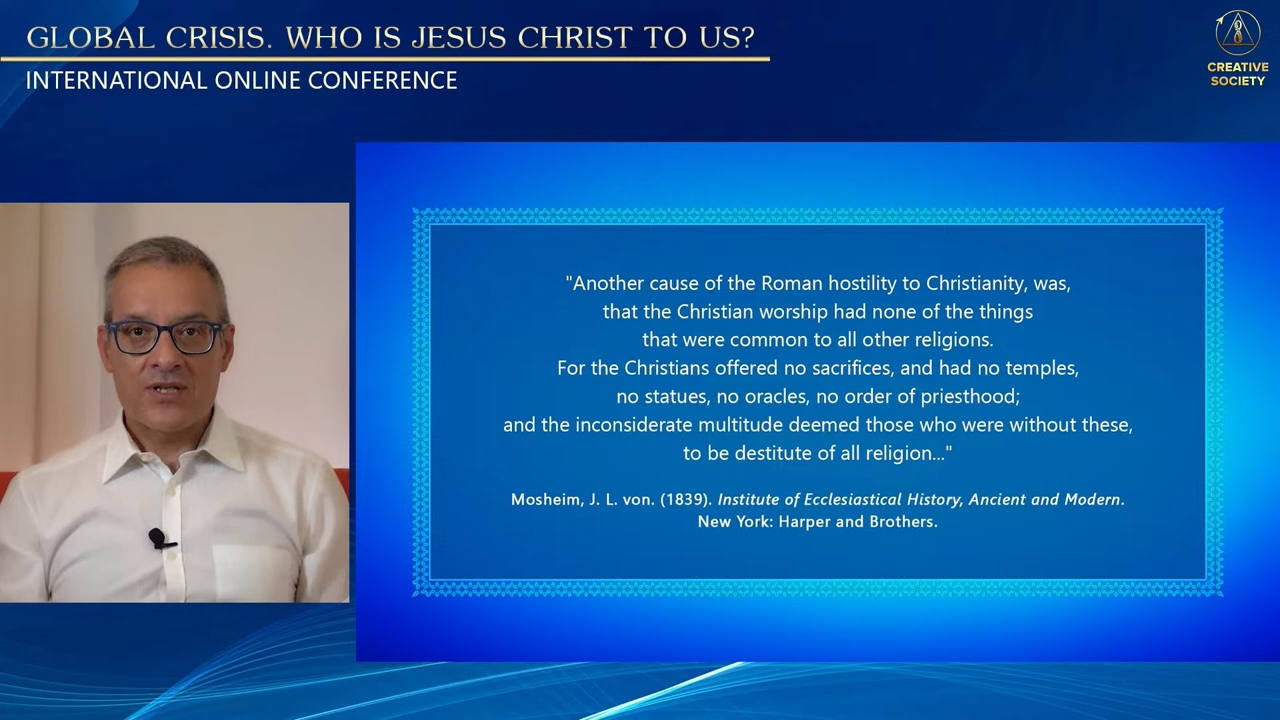 GLOBAL CRISIS. WHO IS JESUS CHRIST TO US?
INTERNATIONAL ONLINE CONFERENCE
CREATIVE
SOCIETY
"Another cause of the Roman hostility to Christianity, was,
that the Christian worship had none of the things
that were common to all other religions.
For the Christians offered no sacrifices, and had no temples,
no statues, no oracles, no order of priesthood;
and the inconsiderate multitude deemed those who were without these,
to be destitute of all religion..."
Mosheim, J. L. von. (1839). Institute of Ecclesiastical History, Ancient and Modern.
New York: Harper and Brothers.